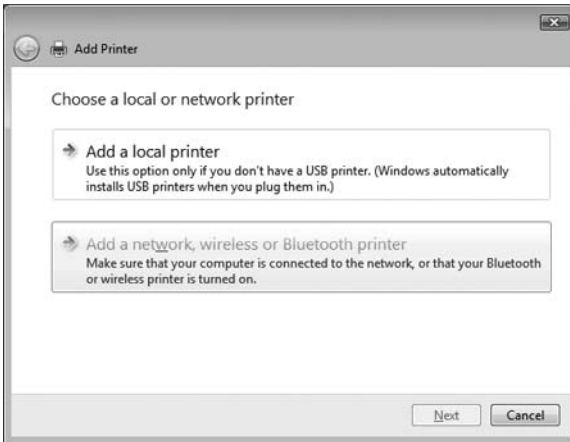 Add Printer
Choose a local or network printer
Add a local printer
Use this option only if you don't have a USB printer. (Windows automatically
installs USB printers when you plug them in.)
Add a network, wireless or Bluetooth printer
Make sure that your computer is connected to the network, or that your Bluetooth
or wireless printer is turned on.
Next Cancel